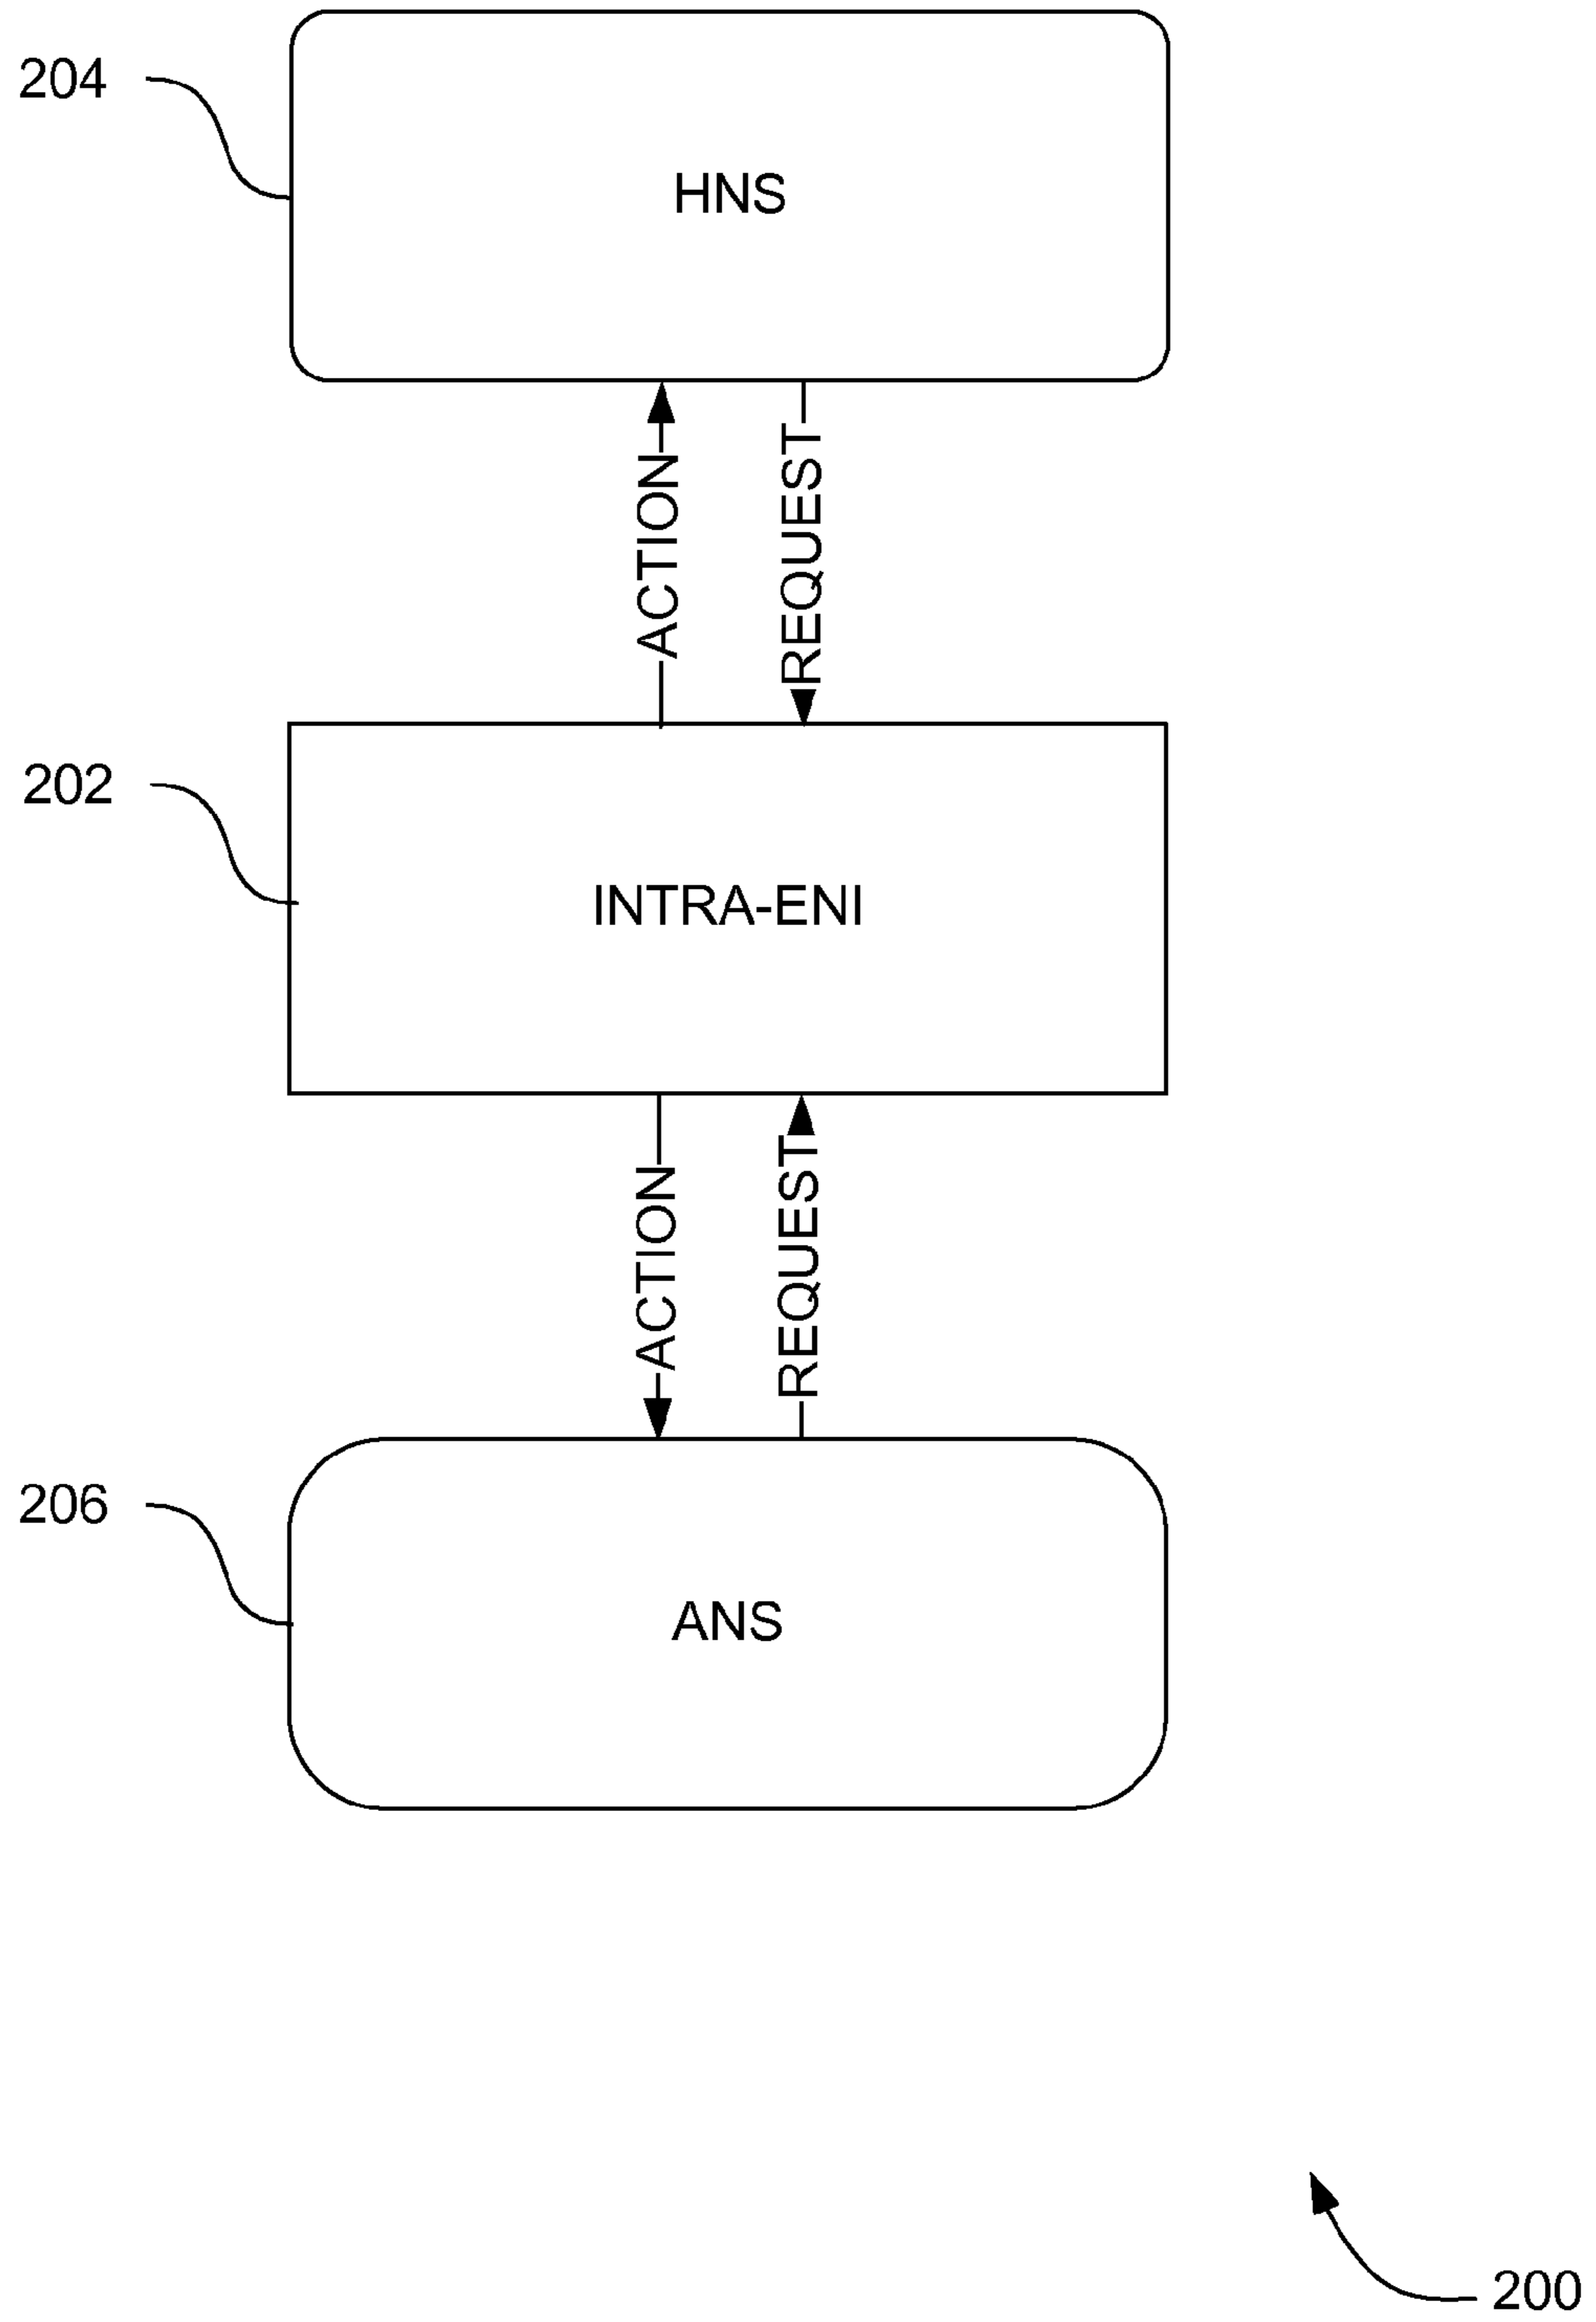 204
HNS
ACTION
REQUEST
202
INTRA-ENI
ACTION
REQUEST
206
ANS
200